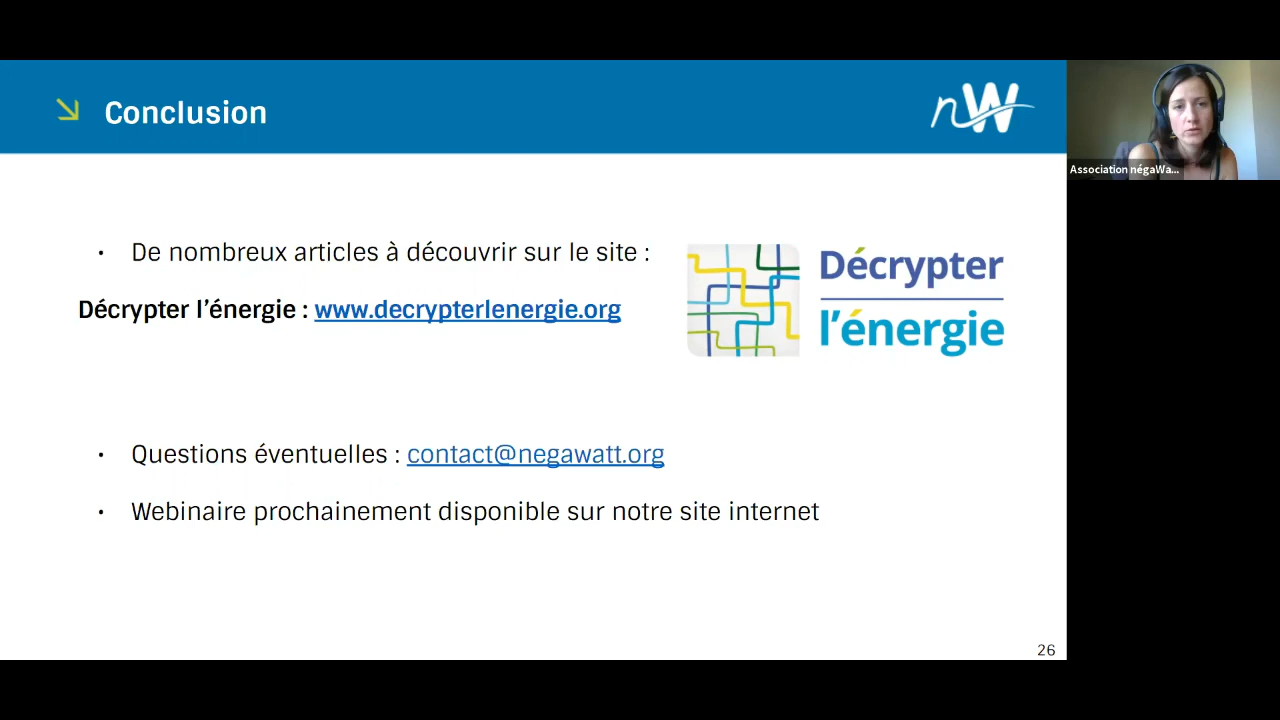 Conclusion
nW
Association négaWa...
De nombreux articles à découvrir sur le site :
Décrypter l’énergie : www.decrypterlenergie.org
Décrypter
l’énergie
Questions éventuelles : contact@negawatt.org
Webinaire prochainement disponible sur notre site internet
26